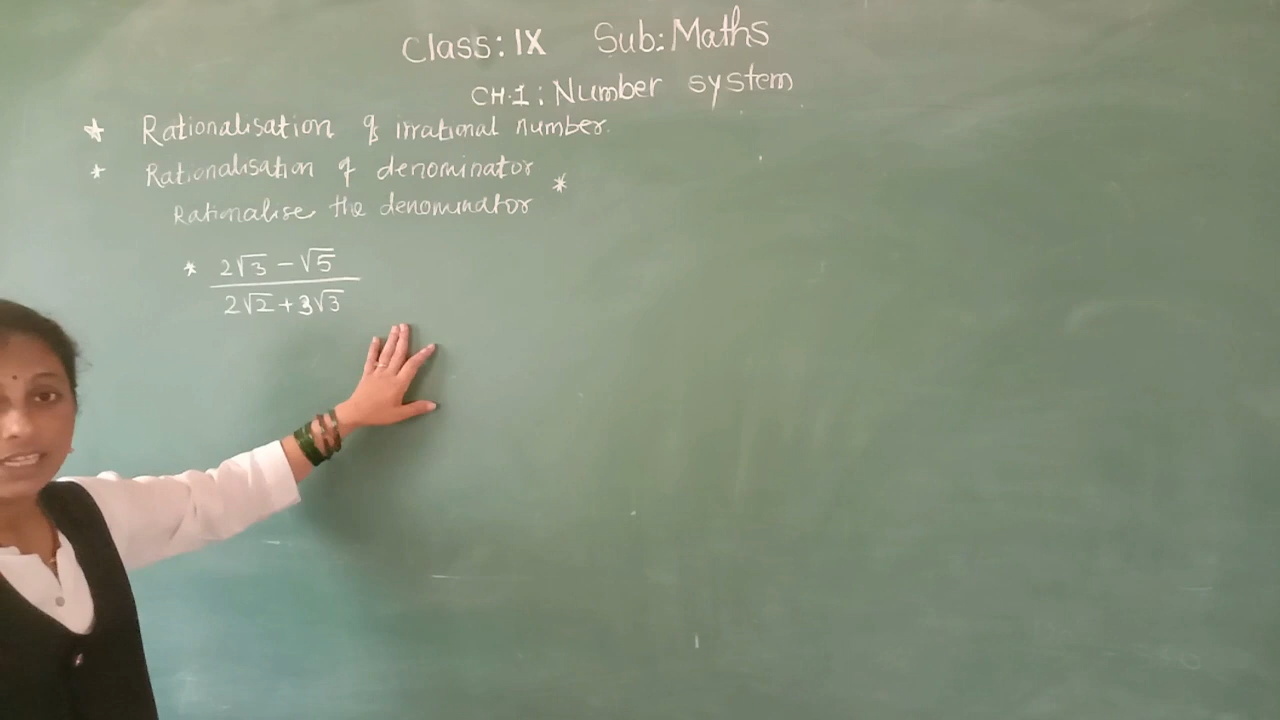 Class: IX Sub: Maths
CH.1: Number system
* Rationalisation of irrational number.
* Rationalisation of denominator
Rationalise the denominator *
* 2√3 - √5
2√2 + 3√3